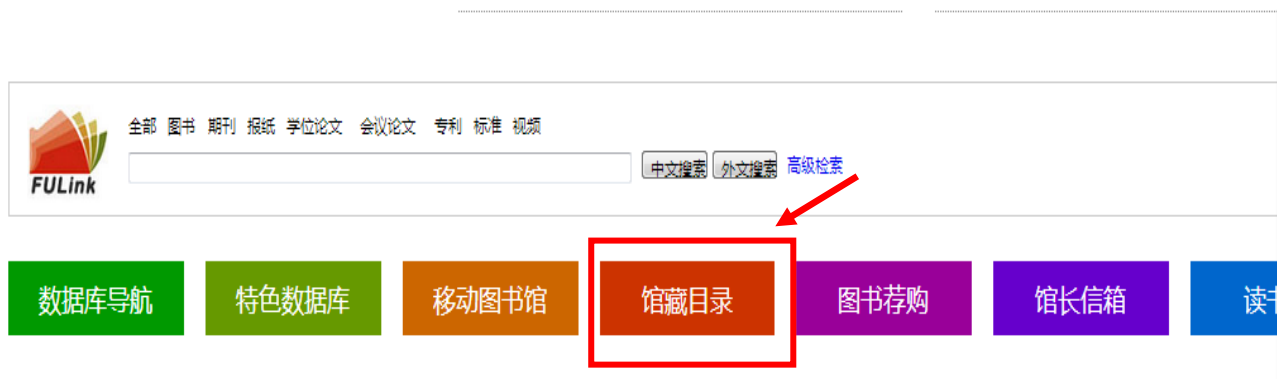 全部 图书 期刊 报纸 学位论文 会议论文 专利 标准 视频
中文搜索 外文搜索 高级检索
FULink
数据库导航 特色数据库 移动图书馆 馆藏目录 图书荐购 馆长信箱 读书